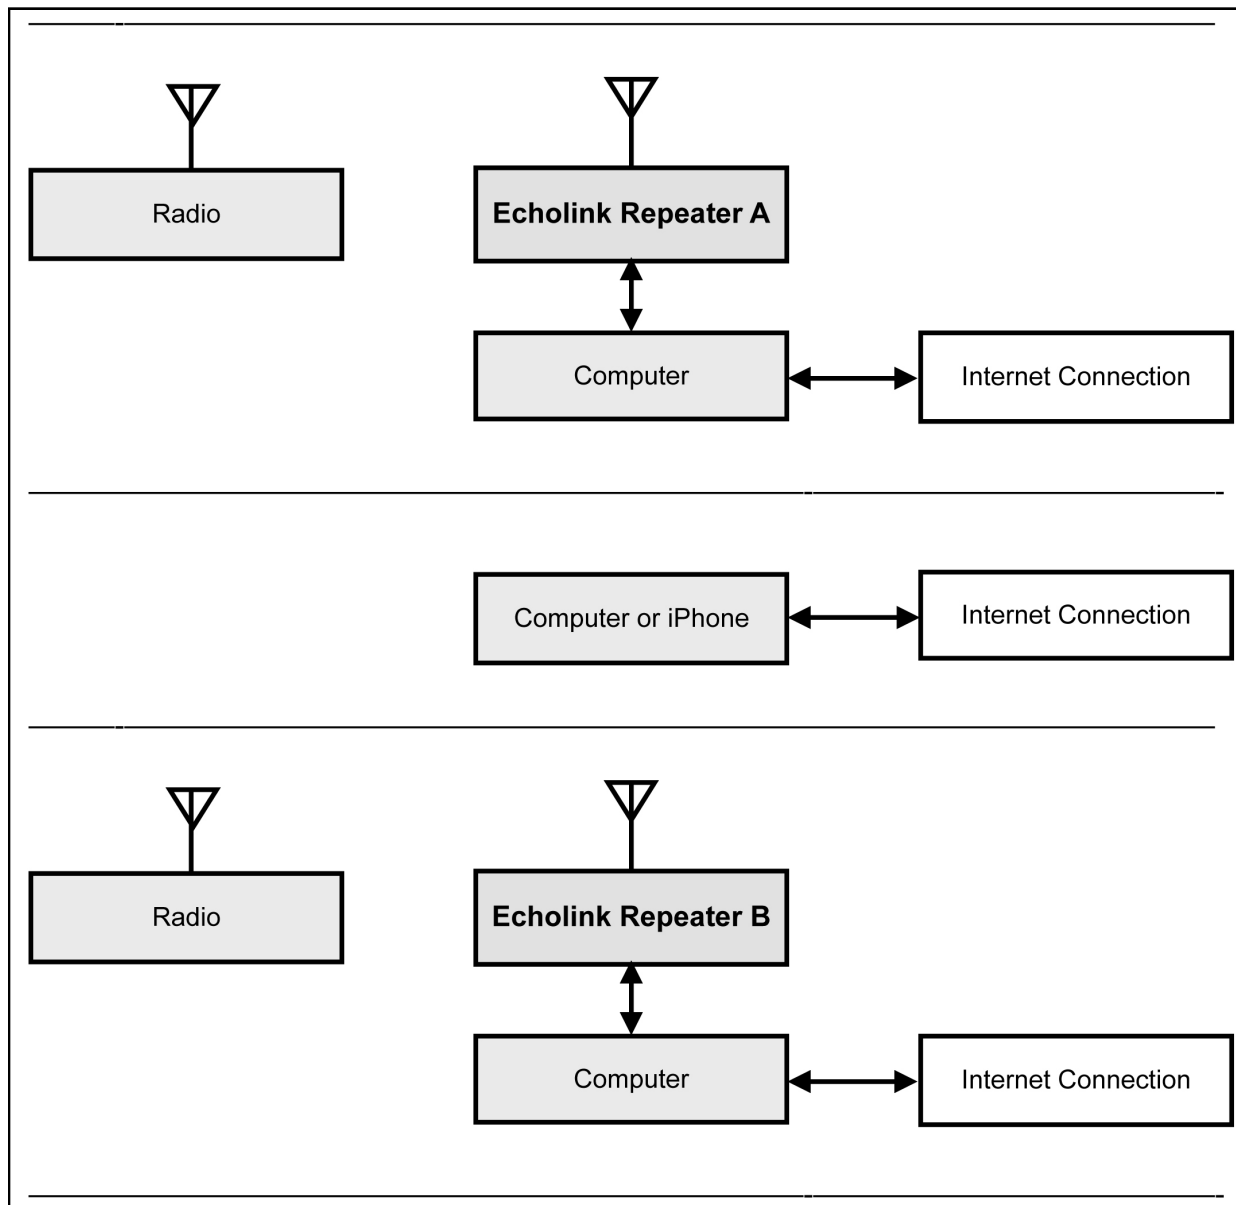 Radio
Echolink Repeater A
Computer
Internet Connection
Computer or iPhone
Internet Connection
Radio
Echolink Repeater B
Computer
Internet Connection